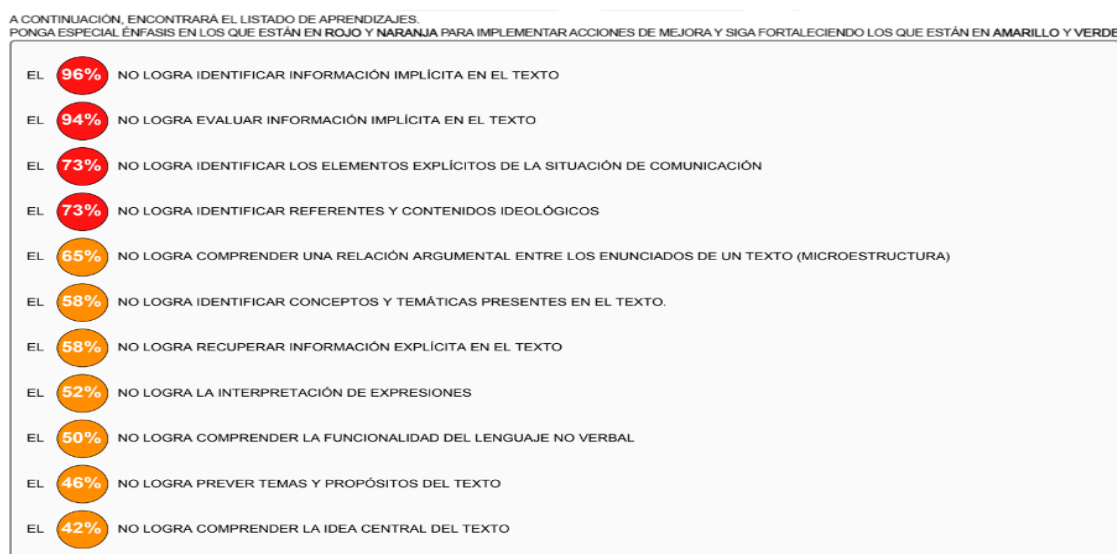 A CONTINUACIÓN, ENCONTRARÁ EL LISTADO DE APRENDIZAJES.
PONGA ESPECIAL ÉNFASIS EN LOS QUE ESTÁN EN ROJO Y NARANJA PARA IMPLEMENTAR ACCIONES DE MEJORA Y SIGA FORTALECIENDO LOS QUE ESTÁN EN AMARILLO Y VERDE
EL 96% NO LOGRA IDENTIFICAR INFORMACIÓN IMPLÍCITA EN EL TEXTO
EL 94% NO LOGRA EVALUAR INFORMACIÓN IMPLÍCITA EN EL TEXTO
EL 73% NO LOGRA IDENTIFICAR LOS ELEMENTOS EXPLÍCITOS DE LA SITUACIÓN DE COMUNICACIÓN
EL 73% NO LOGRA IDENTIFICAR REFERENTES Y CONTENIDOS IDEOLÓGICOS
EL 65% NO LOGRA COMPRENDER UNA RELACIÓN ARGUMENTAL ENTRE LOS ENUNCIADOS DE UN TEXTO (MICROESTRUCTURA)
EL 58% NO LOGRA IDENTIFICAR CONCEPTOS Y TEMÁTICAS PRESENTES EN EL TEXTO.
EL 58% NO LOGRA RECUPERAR INFORMACIÓN EXPLÍCITA EN EL TEXTO
EL 52% NO LOGRA LA INTERPRETACIÓN DE EXPRESIONES
EL 50% NO LOGRA COMPRENDER LA FUNCIONALIDAD DEL LENGUAJE NO VERBAL
EL 46% NO LOGRA PREVER TEMAS Y PROPÓSITOS DEL TEXTO
EL 42% NO LOGRA COMPRENDER LA IDEA CENTRAL DEL TEXTO